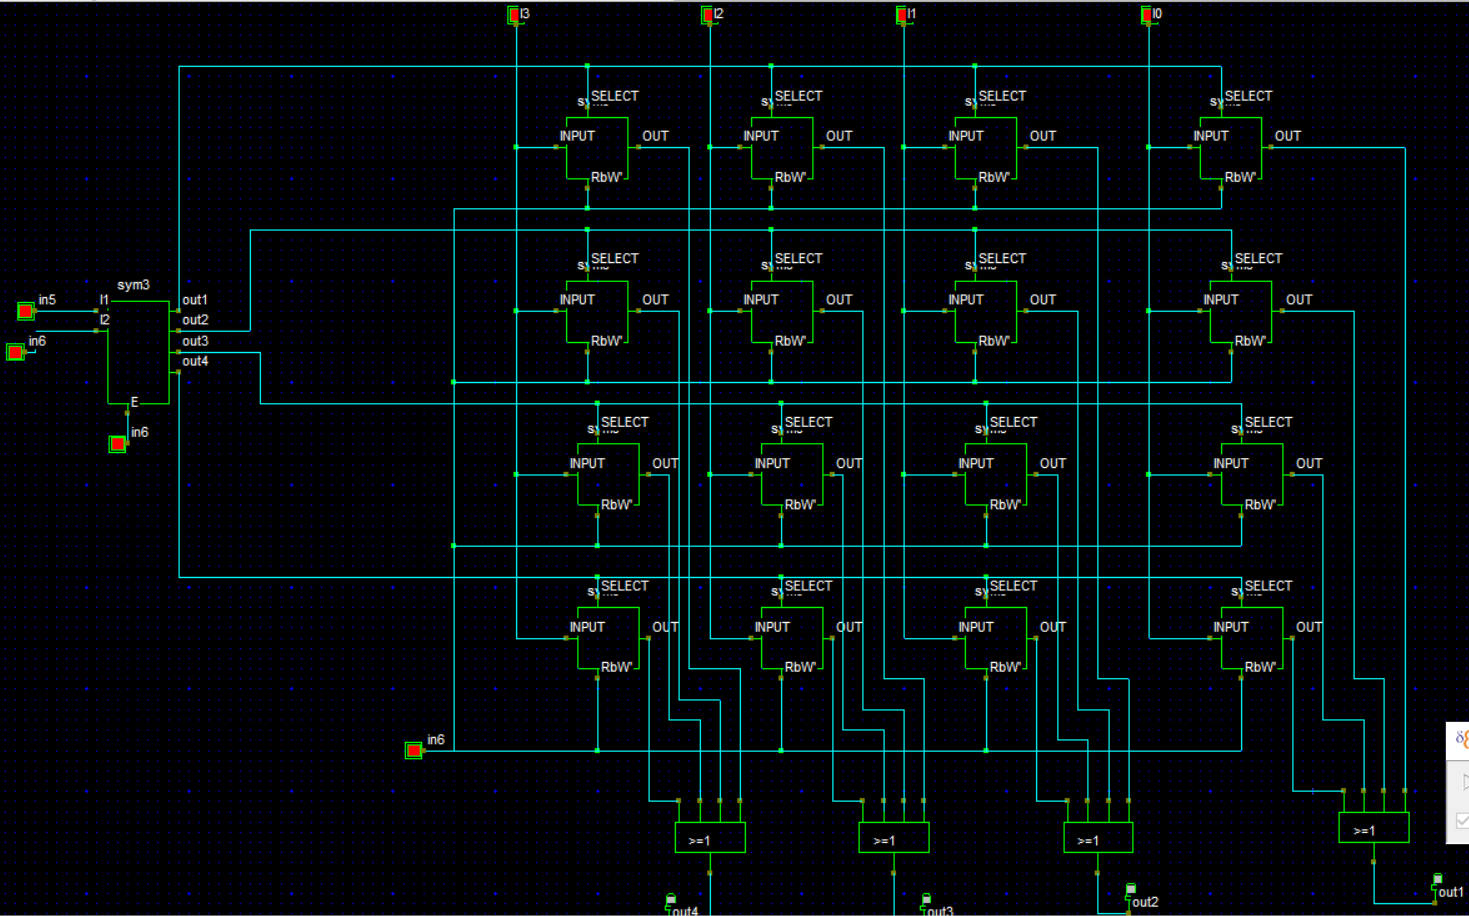 I3 I2 I1 I0
SELECT SELECT SELECT SELECT
INPUT OUT INPUT OUT INPUT OUT INPUT OUT
RbW' RbW' RbW' RbW'
SELECT SELECT SELECT SELECT
sym3
in5 I1 out1 INPUT OUT INPUT OUT INPUT OUT INPUT OUT
I2 out2
in6 out3 RbW' RbW' RbW' RbW'
out4
E
SELECT SELECT SELECT SELECT
in6
INPUT OUT INPUT OUT INPUT OUT INPUT OUT
RbW' RbW' RbW' RbW'
SELECT SELECT SELECT SELECT
INPUT OUT INPUT OUT INPUT OUT INPUT OUT
RbW' RbW' RbW' RbW'
in6
>=1 >=1 >=1 >=1
out4 out3 out2 out1